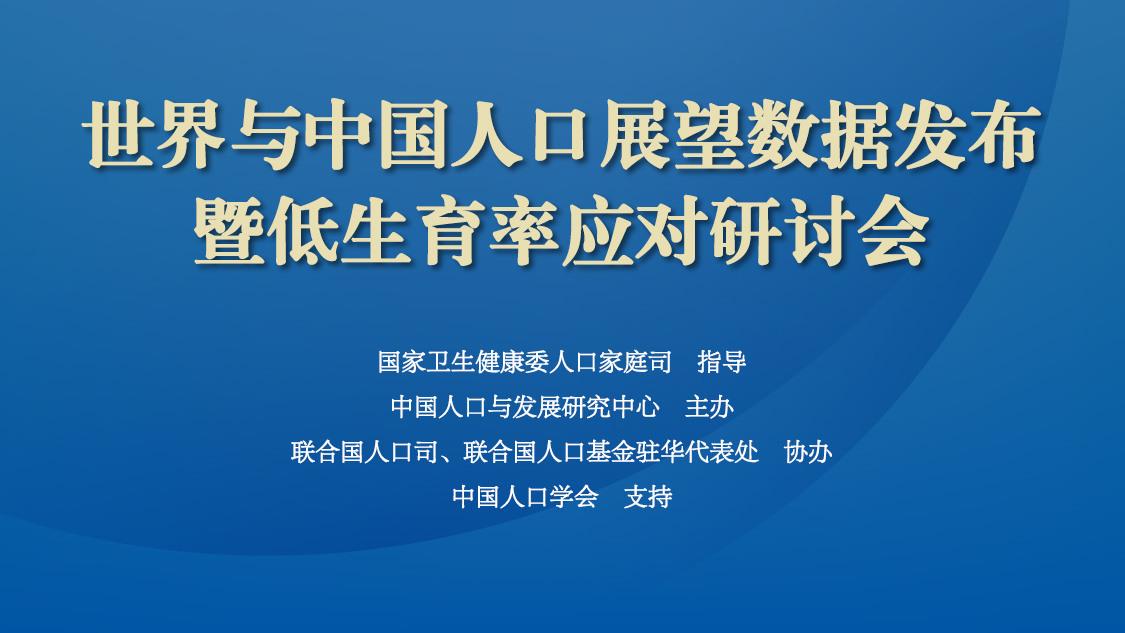 世界与中国人口展望数据发布
暨低生育率应对研讨会
国家卫生健康委人口家庭司　指导
中国人口与发展研究中心　主办
联合国人口司、联合国人口基金驻华代表处　协办
中国人口学会　支持